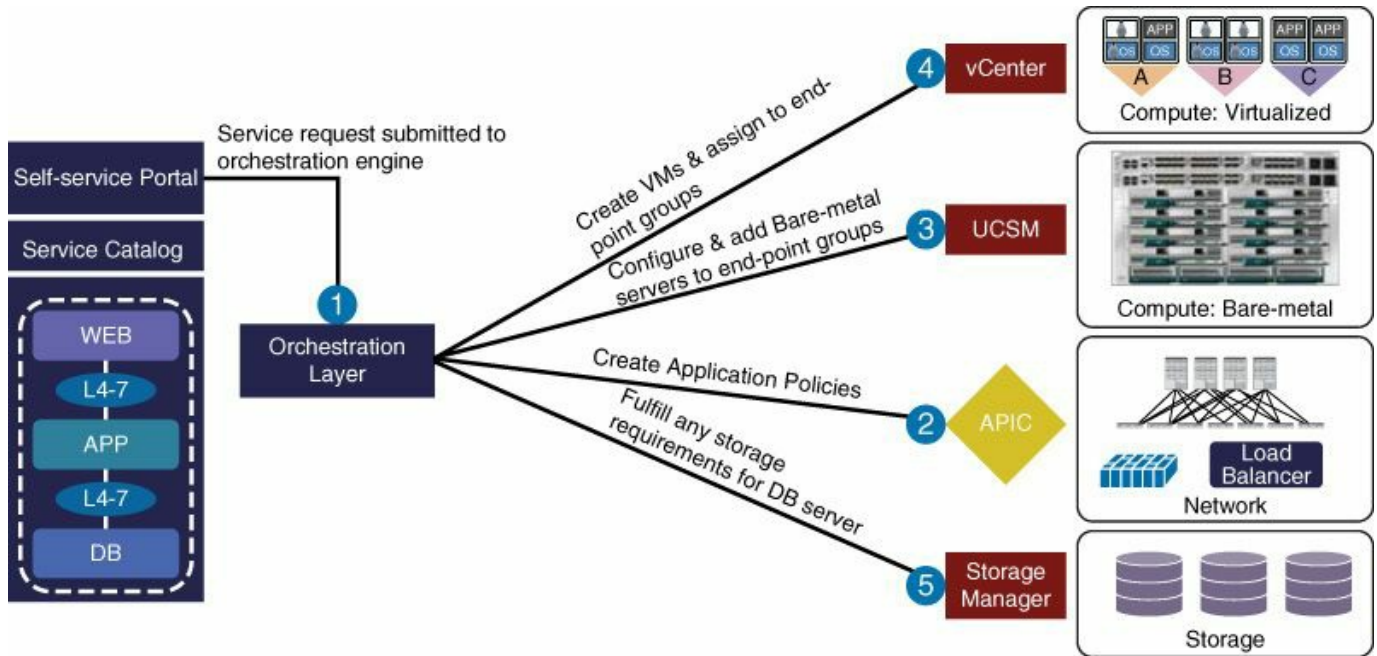 Service request submitted to
orchestration engine
Self-service Portal
Service Catalog
WEB
L4-7
APP
L4-7
DB
1
Orchestration
Layer
Create VMs & assign to end-
point groups
4
vCenter
APP
OS
OS
A
OS
OS
B
APP
APP
OS
OS
C
Compute: Virtualized
Configure & add Bare-metal
servers to end-point groups
3
UCSM
Compute: Bare-metal
Create Application Policies
2
APIC
Load
Balancer
Network
Fulfill any storage
requirements for DB server
5
Storage
Manager
Storage